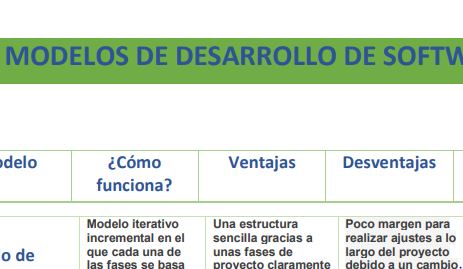 MODELOS DE DESARROLLO DE SOFTW
odelo ¿Cómo funciona? Ventajas Desventajas
o de
Modelo iterativo
incremental en el
que cada una de
las fases se basa
Una estructura
sencilla gracias a
unas fases de
proyecto claramente
Poco margen para
realizar ajustes a lo
largo del proyecto
debido a un cambio